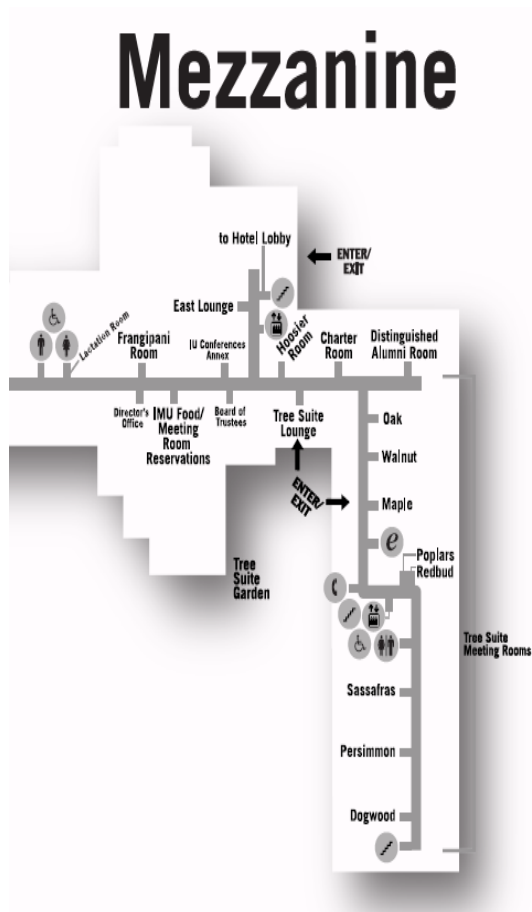 Mezzanine
to Hotel Lobby
ENTER/
EXIT
East Lounge
Lactation Room
Frangipani
Room
IU Conferences
Annex
Hoosier
Room
Charter
Room
Distinguished
Alumni Room
Director's
Office
IMU Food/
Meeting
Room
Reservations
Board of
Trustees
Tree Suite
Lounge
Oak
Walnut
ENTER/
EXIT
Maple
e
Poplars
Redbud
Tree
Suite
Garden
Tree Suite
Meeting Rooms
Sassafras
Persimmon
Dogwood